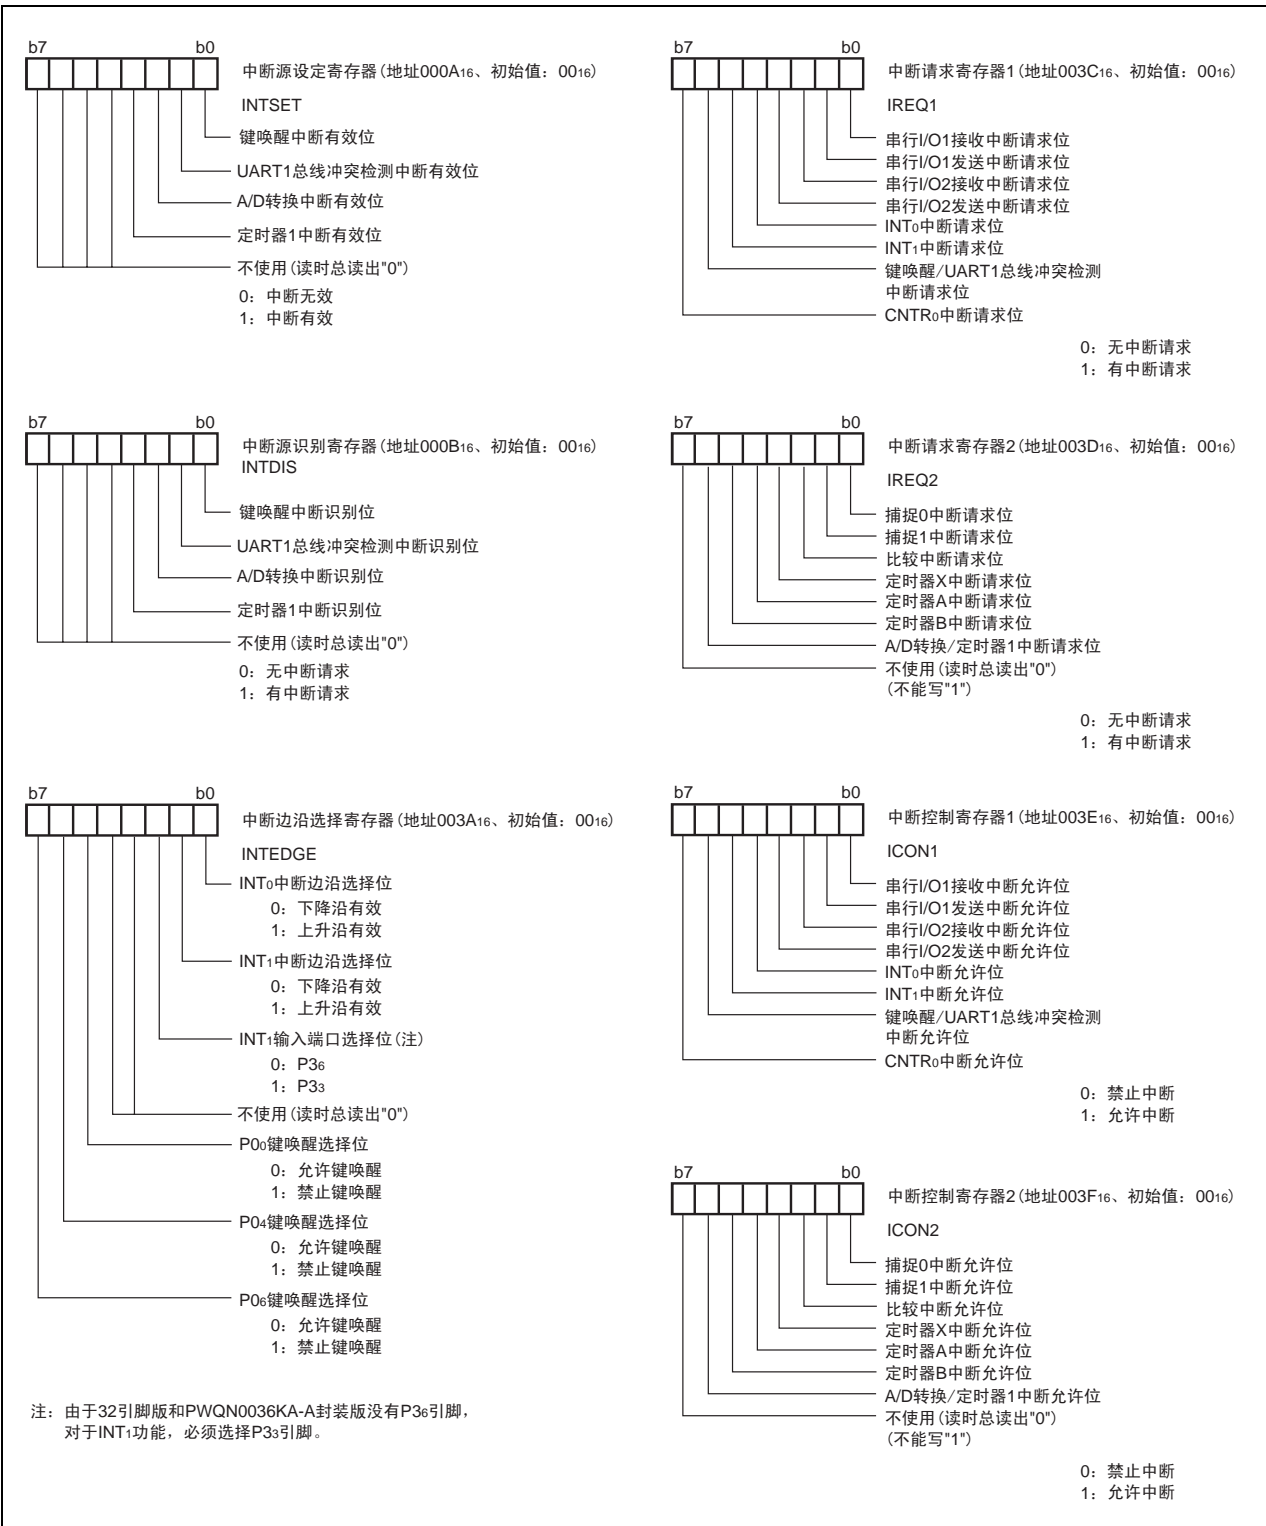 b7 b0
中断源设定寄存器(地址000A16、初始值：0016)
INTSET
键唤醒中断有效位
UART1总线冲突检测中断有效位
A/D转换中断有效位
定时器1中断有效位
不使用(读时总读出"0")
0：中断无效
1：中断有效
b7 b0
中断源识别寄存器(地址000B16、初始值：0016)
INTDIS
键唤醒中断识别位
UART1总线冲突检测中断识别位
A/D转换中断识别位
定时器1中断识别位
不使用(读时总读出"0")
0：无中断请求
1：有中断请求
b7 b0
中断边沿选择寄存器(地址003A16、初始值：0016)
INTEDGE
INT0中断边沿选择位
0：下降沿有效
1：上升沿有效
INT1中断边沿选择位
0：下降沿有效
1：上升沿有效
INT1输入端口选择位(注)
0：P36
1：P33
不使用(读时总读出"0")
P00键唤醒选择位
0：允许键唤醒
1：禁止键唤醒
P04键唤醒选择位
0：允许键唤醒
1：禁止键唤醒
P06键唤醒选择位
0：允许键唤醒
1：禁止键唤醒
注：由于32引脚版和PWQN0036KA-A封装版没有P36引脚，
对于INT1功能，必须选择P33引脚。
b7 b0
中断请求寄存器1(地址003C16、初始值：0016)
IREQ1
串行I/O1接收中断请求位
串行I/O1发送中断请求位
串行I/O2接收中断请求位
串行I/O2发送中断请求位
INT0中断请求位
INT1中断请求位
键唤醒/UART1总线冲突检测
中断请求位
CNTR0中断请求位
0：无中断请求
1：有中断请求
b7 b0
中断请求寄存器2(地址003D16、初始值：0016)
IREQ2
捕捉0中断请求位
捕捉1中断请求位
比较中断请求位
定时器X中断请求位
定时器A中断请求位
定时器B中断请求位
A/D转换/定时器1中断请求位
不使用(读时总读出"0")
(不能写"1")
0：无中断请求
1：有中断请求
b7 b0
中断控制寄存器1(地址003E16、初始值：0016)
ICON1
串行I/O1接收中断允许位
串行I/O1发送中断允许位
串行I/O2接收中断允许位
串行I/O2发送中断允许位
INT0中断允许位
INT1中断允许位
键唤醒/UART1总线冲突检测
中断允许位
CNTR0中断允许位
0：禁止中断
1：允许中断
b7 b0
中断控制寄存器2(地址003F16、初始值：0016)
ICON2
捕捉0中断允许位
捕捉1中断允许位
比较中断允许位
定时器X中断允许位
定时器A中断允许位
定时器B中断允许位
A/D转换/定时器1中断允许位
不使用(读时总读出"0")
(不能写"1")
0：禁止中断
1：允许中断